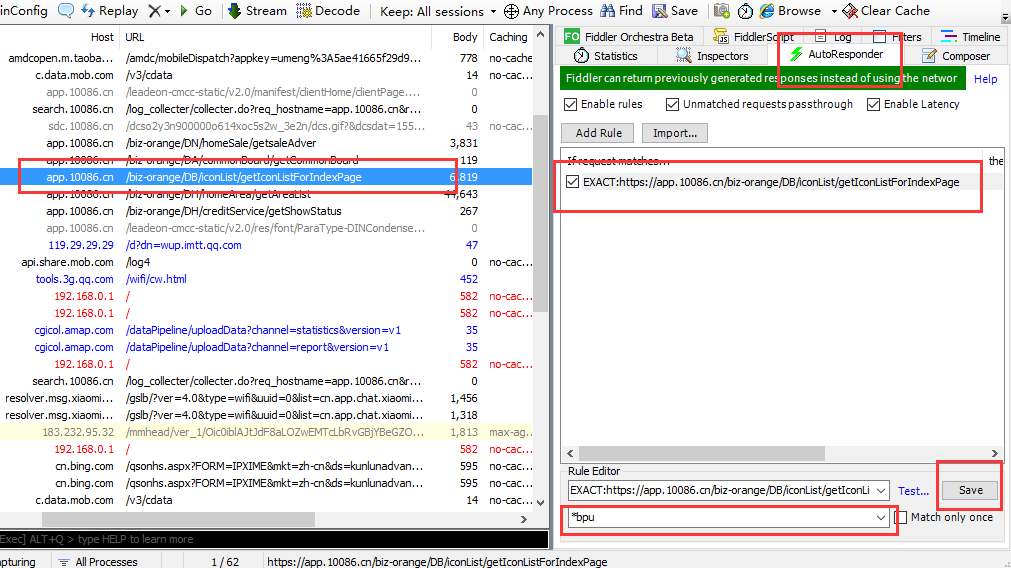 inConfig Replay Go Stream Decode Keep: All sessions Any Process Find Save Browse Clear Cache
Host URL Body Caching
amdcopen.m.taoba... /amdc/mobileDispatch?appkey=umeng%3A5ae41665f29d9... 778 no-cache
c.data.mob.com /v3/cdata 14 no-cac...
app.10086.cn /leadeon-cmcc-static/v2.0/manifest/clientHome/clientPage.... 0
search.10086.cn /log_collecter/collecter.do?req_hostname=app.10086.cn&r... 0
sdc.10086.cn /dcso2y3n900000o614xoc5s2w_3e2n/dcs.gif?&dcsdat=155... 43 no-cac...
app.10086.cn /biz-orange/DN/homeSale/getsaleAdver 3,831
app.10086.cn /biz-orange/DA/commonBoard/getCommonBoard 119
app.10086.cn /biz-orange/DB/iconList/getIconListForIndexPage 6,819
app.10086.cn /biz-orange/DH/homeArea/getAreaList 44,643
app.10086.cn /biz-orange/DH/creditService/getShowStatus 267
app.10086.cn /leadeon-cmcc-static/v2.0/res/font/ParaType-DINCondense... 0
119.29.29.29 /d?dn=wup.imtt.qq.com 47
api.share.mob.com /log4 0 no-cac...
tools.3g.qq.com /wifi/cw.html 452
192.168.0.1 / 582 no-cac...
192.168.0.1 / 582 no-cac...
cgicol.amap.com /dataPipeline/uploadData?channel=statistics&version=v1 35
cgicol.amap.com /dataPipeline/uploadData?channel=report&version=v1 35
192.168.0.1 / 582 no-cac...
search.10086.cn /log_collecter/collecter.do?req_hostname=app.10086.cn&r... 0
resolver.msg.xiaomi... /gslb/?ver=4.0&type=wifi&uuid=0&list=cn.app.chat.xiaomi... 1,456
resolver.msg.xiaomi... /gslb/?ver=4.0&type=wifi&uuid=0&list=cn.app.chat.xiaomi... 1,318
183.232.95.32 /mmhead/ver_1/Oic0iblAJtJdF8aLOZwEMTcLbRvGBjYBeGZO... 1,813 max-ag...
192.168.0.1 / 582 no-cac...
cn.bing.com /qsonhs.aspx?FORM=IPXIME&mkt=zh-cn&ds=kunlunadvan... 595 no-cac...
cn.bing.com /qsonhs.aspx?FORM=IPXIME&mkt=zh-cn&ds=kunlunadvan... 595 no-cac...
c.data.mob.com /v3/cdata 14 no-cac...
Exec] ALT+Q > type HELP to learn more
FO Fiddler Orchestra Beta FiddlerScript Log Filters Timeline
Statistics Inspectors AutoResponder Composer
Fiddler can return previously generated responses instead of using the networ Help
Enable rules Unmatched requests passthrough Enable Latency
Add Rule Import...
If request matches... the
EXACT:https://app.10086.cn/biz-orange/DB/iconList/getIconListForIndexPage
Rule Editor
EXACT:https://app.10086.cn/biz-orange/DB/iconList/getIconLi Test... Save
*bpu Match only once
pturing All Processes 1 / 62 https://app.10086.cn/biz-orange/DB/iconList/getIconListForIndexPage